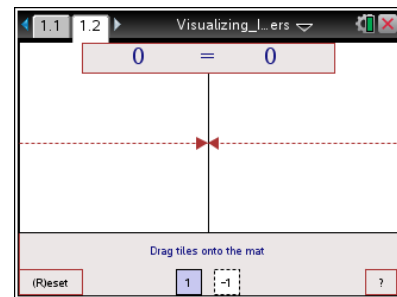 1.1 1.2 Visualizing_I...ers
0 = 0
Drag tiles onto the mat
(R)eset 1 -1 ?